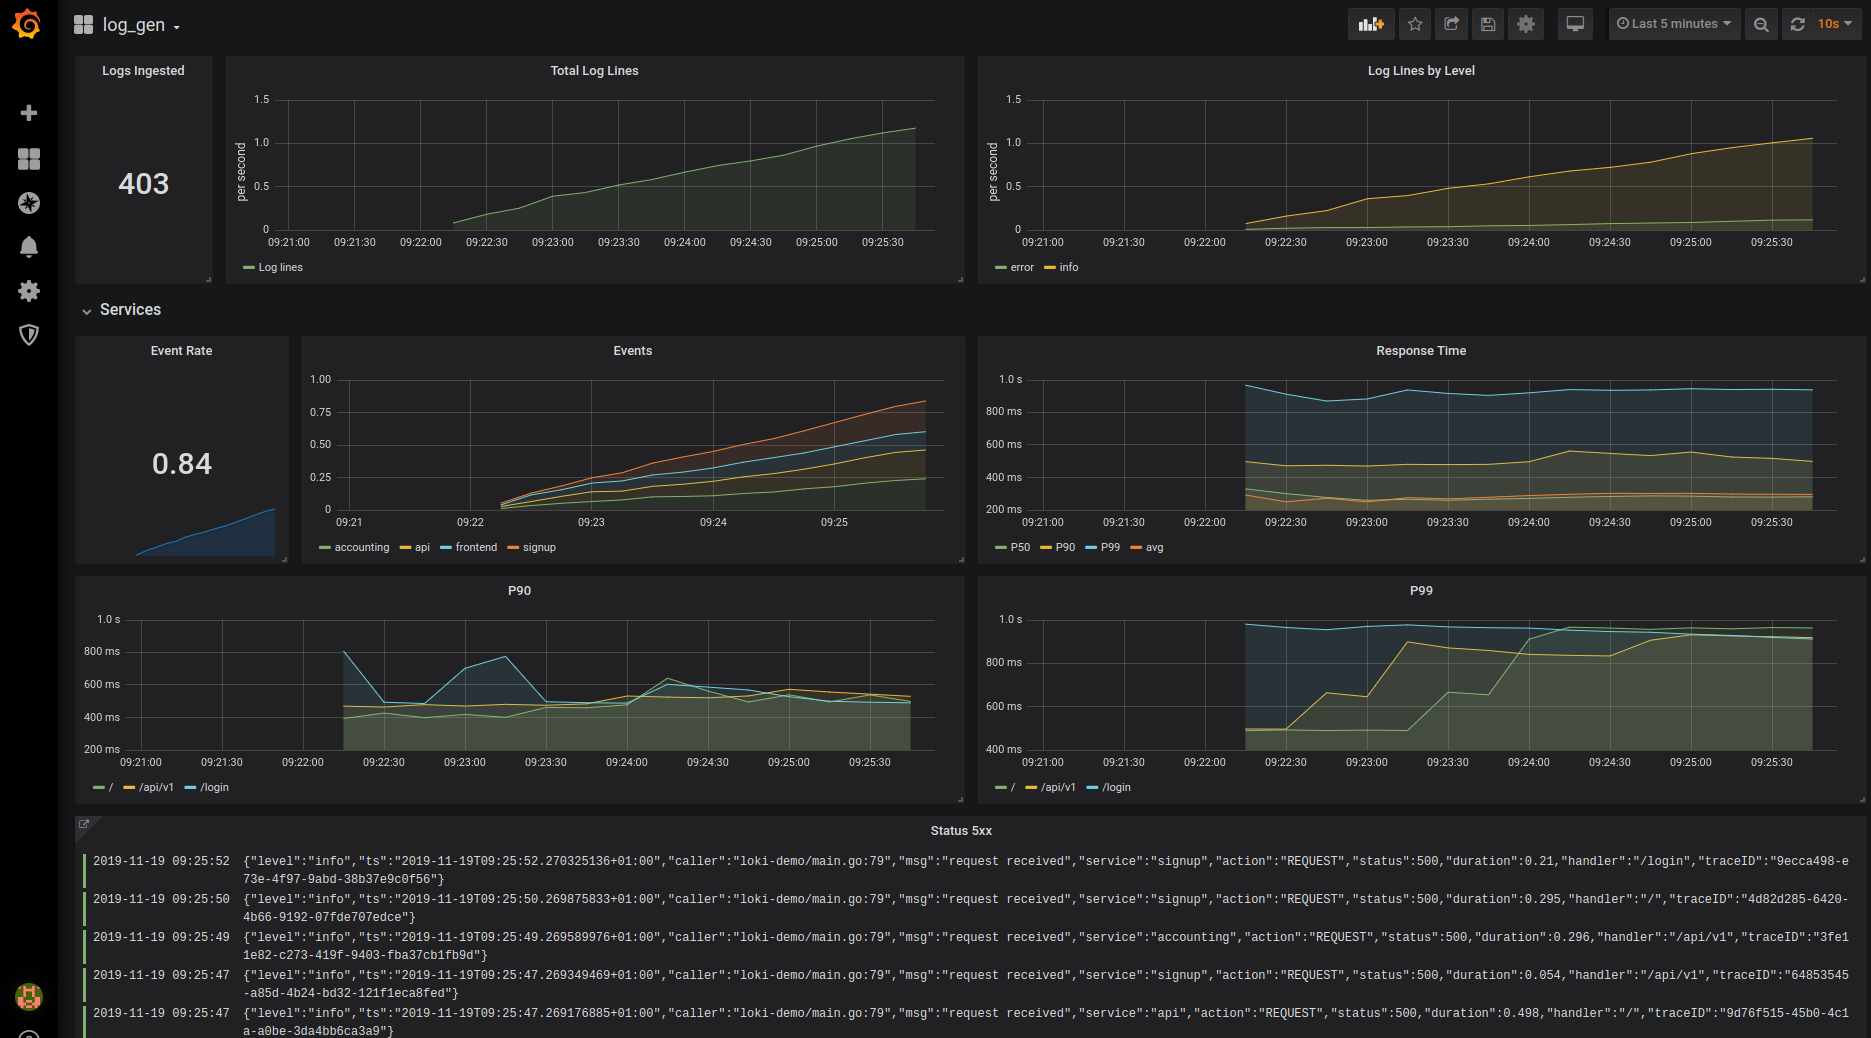 log_gen
Last 5 minutes
10s
Logs Ingested
403
Total Log Lines
per second
1.5
1.0
0.5
0
09:21:00 09:21:30 09:22:00 09:22:30 09:23:00 09:23:30 09:24:00 09:24:30 09:25:00 09:25:30
Log lines
Log Lines by Level
per second
1.5
1.0
0.5
0
09:21:00 09:21:30 09:22:00 09:22:30 09:23:00 09:23:30 09:24:00 09:24:30 09:25:00 09:25:30
error info
Services
Event Rate
0.84
Events
1.00
0.75
0.50
0.25
0
09:21 09:22 09:23 09:24 09:25
accounting api frontend signup
Response Time
1.0 s
800 ms
600 ms
400 ms
200 ms
09:21:00 09:21:30 09:22:00 09:22:30 09:23:00 09:23:30 09:24:00 09:24:30 09:25:00 09:25:30
P50 P90 P99 avg
P90
1.0 s
800 ms
600 ms
400 ms
200 ms
09:21:00 09:21:30 09:22:00 09:22:30 09:23:00 09:23:30 09:24:00 09:24:30 09:25:00 09:25:30
/ /api/v1 /login
P99
1.0 s
800 ms
600 ms
400 ms
09:21:00 09:21:30 09:22:00 09:22:30 09:23:00 09:23:30 09:24:00 09:24:30 09:25:00 09:25:30
/ /api/v1 /login
Status 5xx
2019-11-19 09:25:52 {"level":"info","ts":"2019-11-19T09:25:52.270325136+01:00","caller":"loki-demo/main.go:79","msg":"request received","service":"signup","action":"REQUEST","status":500,"duration":0.21,"handler":"/login","traceID":"9ecca498-e
73e-4f97-9abd-38b37e9c0f56"}
2019-11-19 09:25:50 {"level":"info","ts":"2019-11-19T09:25:50.269875833+01:00","caller":"loki-demo/main.go:79","msg":"request received","service":"signup","action":"REQUEST","status":500,"duration":0.295,"handler":"/","traceID":"4d82d285-6420-
4b66-9192-07fde707edce"}
2019-11-19 09:25:49 {"level":"info","ts":"2019-11-19T09:25:49.269589976+01:00","caller":"loki-demo/main.go:79","msg":"request received","service":"accounting","action":"REQUEST","status":500,"duration":0.296,"handler":"/api/v1","traceID":"3fe1
1e82-c273-419f-9403-fba37cb1fb9d"}
2019-11-19 09:25:47 {"level":"info","ts":"2019-11-19T09:25:47.269349469+01:00","caller":"loki-demo/main.go:79","msg":"request received","service":"signup","action":"REQUEST","status":500,"duration":0.054,"handler":"/api/v1","traceID":"64853545
-a85d-4b24-bd32-121f1eca8fed"}
2019-11-19 09:25:47 {"level":"info","ts":"2019-11-19T09:25:47.269176885+01:00","caller":"loki-demo/main.go:79","msg":"request received","service":"api","action":"REQUEST","status":500,"duration":0.498,"handler":"/","traceID":"9d76f515-45b0-4c1
a-a0be-3da4bb6ca3a9"}